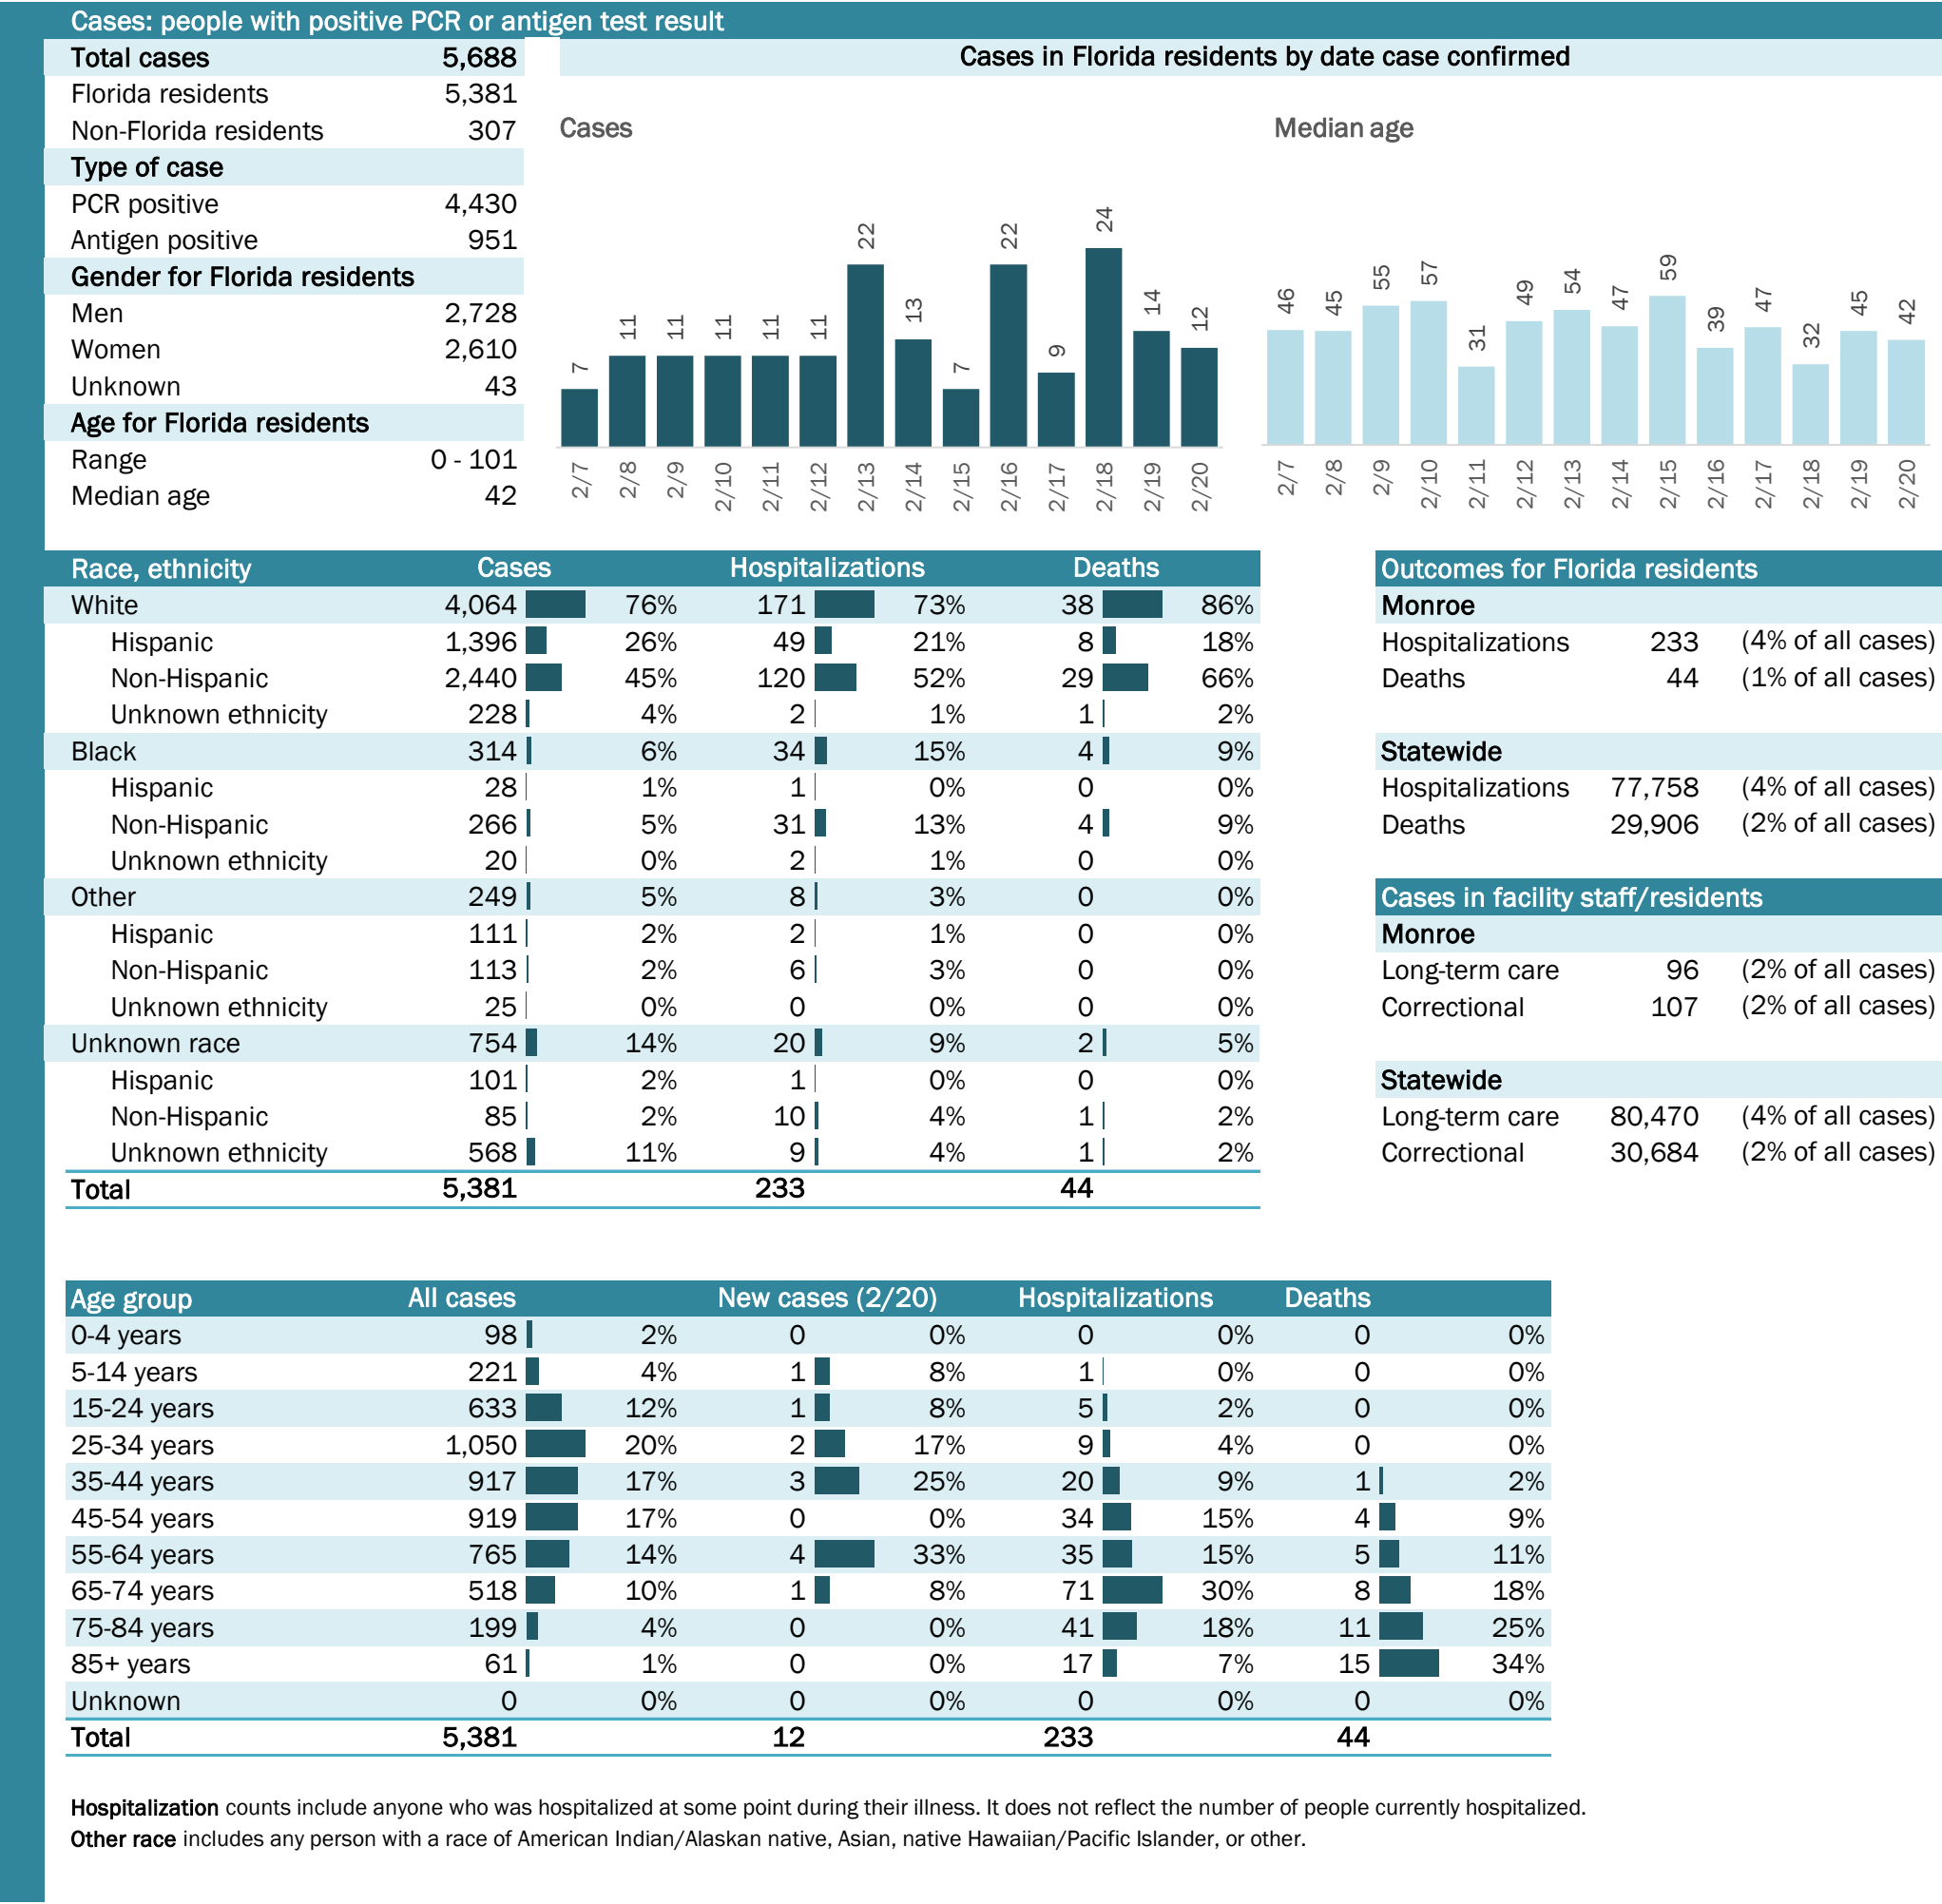 Cases: people with positive PCR or antigen test result
Total cases 5,688
Florida residents 5,381
Non-Florida residents 307
Type of case
PCR positive 4,430
Antigen positive 951
Gender for Florida residents
Men 2,728
Women 2,610
Unknown 43
Age for Florida residents
Range 0 - 101
Median age 42
Cases in Florida residents by date case confirmed
Cases
7 11 11 11 11 11 22 13 7 22 9 24 14 12
2/7 2/8 2/9 2/10 2/11 2/12 2/13 2/14 2/15 2/16 2/17 2/18 2/19 2/20
Median age
46 45 55 57 31 49 54 47 59 39 47 32 45 42
2/7 2/8 2/9 2/10 2/11 2/12 2/13 2/14 2/15 2/16 2/17 2/18 2/19 2/20
Race, ethnicity Cases Hospitalizations Deaths
White 4,064 76% 171 73% 38 86%
Hispanic 1,396 26% 49 21% 8 18%
Non-Hispanic 2,440 45% 120 52% 29 66%
Unknown ethnicity 228 4% 2 1% 1 2%
Black 314 6% 34 15% 4 9%
Hispanic 28 1% 1 0% 0 0%
Non-Hispanic 266 5% 31 13% 4 9%
Unknown ethnicity 20 0% 2 1% 0 0%
Other 249 5% 8 3% 0 0%
Hispanic 111 2% 2 1% 0 0%
Non-Hispanic 113 2% 6 3% 0 0%
Unknown ethnicity 25 0% 0 0% 0 0%
Unknown race 754 14% 20 9% 2 5%
Hispanic 101 2% 1 0% 0 0%
Non-Hispanic 85 2% 10 4% 1 2%
Unknown ethnicity 568 11% 9 4% 1 2%
Total 5,381 233 44
Outcomes for Florida residents
Monroe
Hospitalizations 233 (4% of all cases)
Deaths 44 (1% of all cases)
Statewide
Hospitalizations 77,758 (4% of all cases)
Deaths 29,906 (2% of all cases)
Cases in facility staff/residents
Monroe
Long-term care 96 (2% of all cases)
Correctional 107 (2% of all cases)
Statewide
Long-term care 80,470 (4% of all cases)
Correctional 30,684 (2% of all cases)
Age group All cases New cases (2/20) Hospitalizations Deaths
0-4 years 98 2% 0 0% 0 0% 0 0%
5-14 years 221 4% 1 8% 1 0% 0 0%
15-24 years 633 12% 1 8% 5 2% 0 0%
25-34 years 1,050 20% 2 17% 9 4% 0 0%
35-44 years 917 17% 3 25% 20 9% 1 2%
45-54 years 919 17% 0 0% 34 15% 4 9%
55-64 years 765 14% 4 33% 35 15% 5 11%
65-74 years 518 10% 1 8% 71 30% 8 18%
75-84 years 199 4% 0 0% 41 18% 11 25%
85+ years 61 1% 0 0% 17 7% 15 34%
Unknown 0 0% 0 0% 0 0% 0 0%
Total 5,381 12 233 44
Hospitalization counts include anyone who was hospitalized at some point during their illness. It does not reflect the number of people currently hospitalized.
Other race includes any person with a race of American Indian/Alaskan native, Asian, native Hawaiian/Pacific Islander, or other.